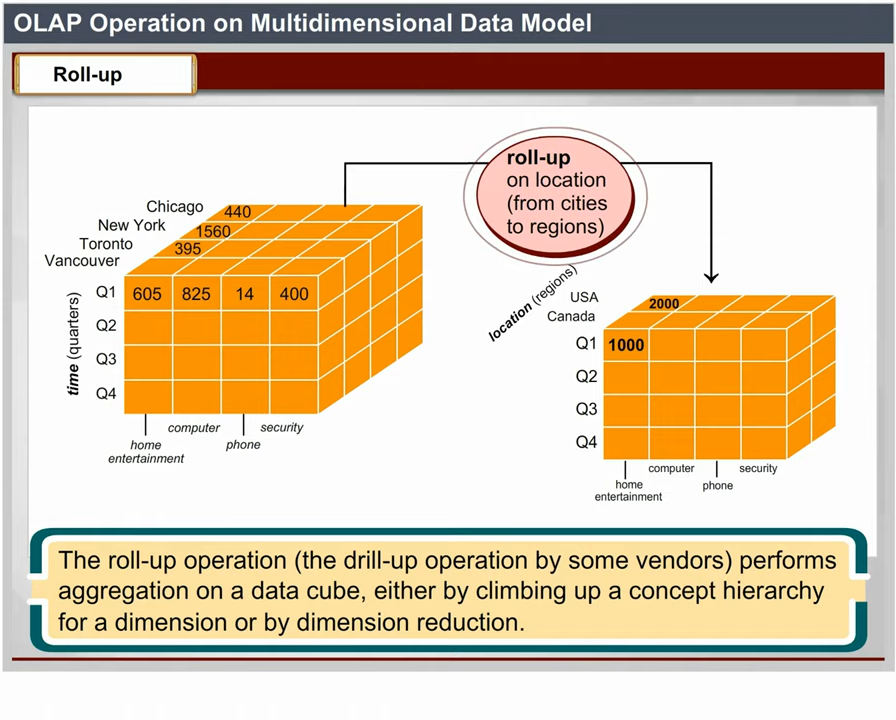 OLAP Operation on Multidimensional Data Model
Roll-up
roll-up
on location
(from cities
to regions)
Chicago
440
New York
1560
Toronto
395
Vancouver
Q1
605
825
14
400
Q2
Q3
Q4
time (quarters)
home
entertainment
computer
phone
security
location (regions)
USA
2000
Canada
Q1
1000
Q2
Q3
Q4
home
entertainment
computer
phone
security
The roll-up operation (the drill-up operation by some vendors) performs
aggregation on a data cube, either by climbing up a concept hierarchy
for a dimension or by dimension reduction.